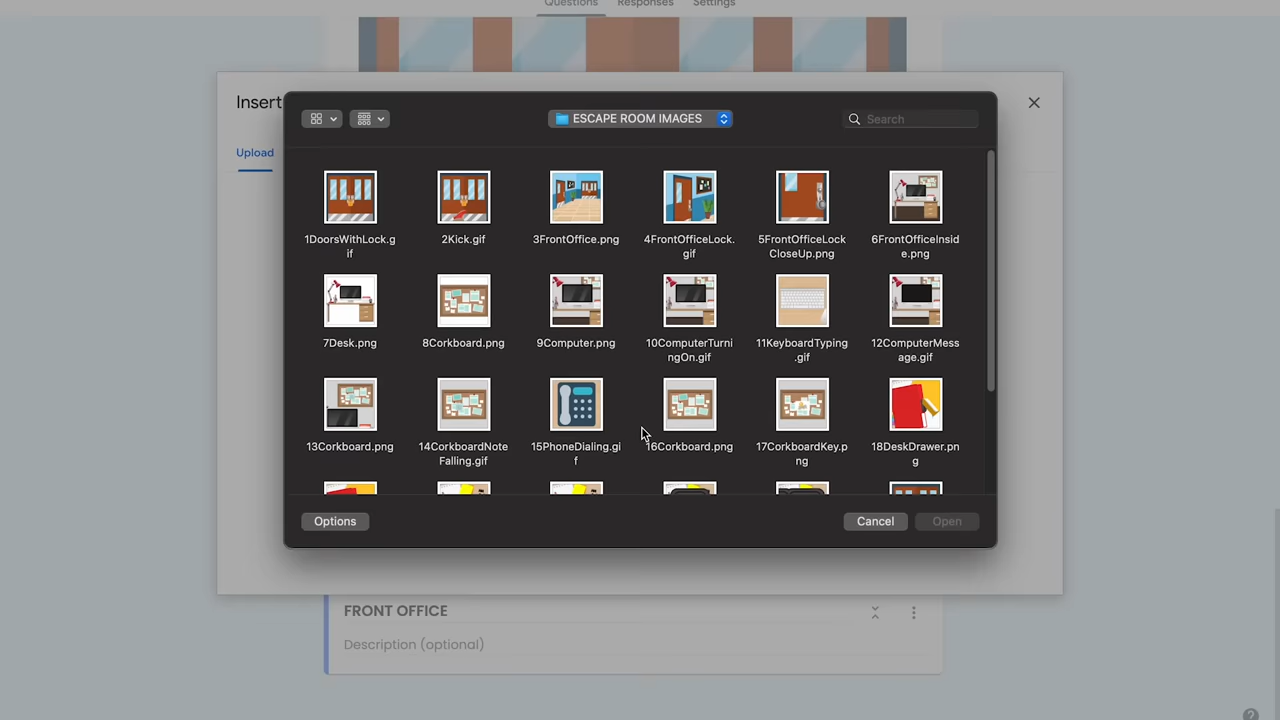 Questions Responses Settings
Insert
Upload
ESCAPE ROOM IMAGES
Search
1DoorsWithLock.g
if
2Kick.gif
3FrontOffice.png
4FrontOfficeLock.
gif
5FrontOfficeLock
CloseUp.png
6FrontOfficeInsid
e.png
7Desk.png
8Corkboard.png
9Computer.png
10ComputerTurni
ngOn.gif
11KeyboardTyping
.gif
12ComputerMess
age.gif
13Corkboard.png
14CorkboardNote
Falling.gif
15PhoneDialing.gi
f
16Corkboard.png
17CorkboardKey.p
ng
18DeskDrawer.pn
g
Options
Cancel
Open
FRONT OFFICE
Description (optional)